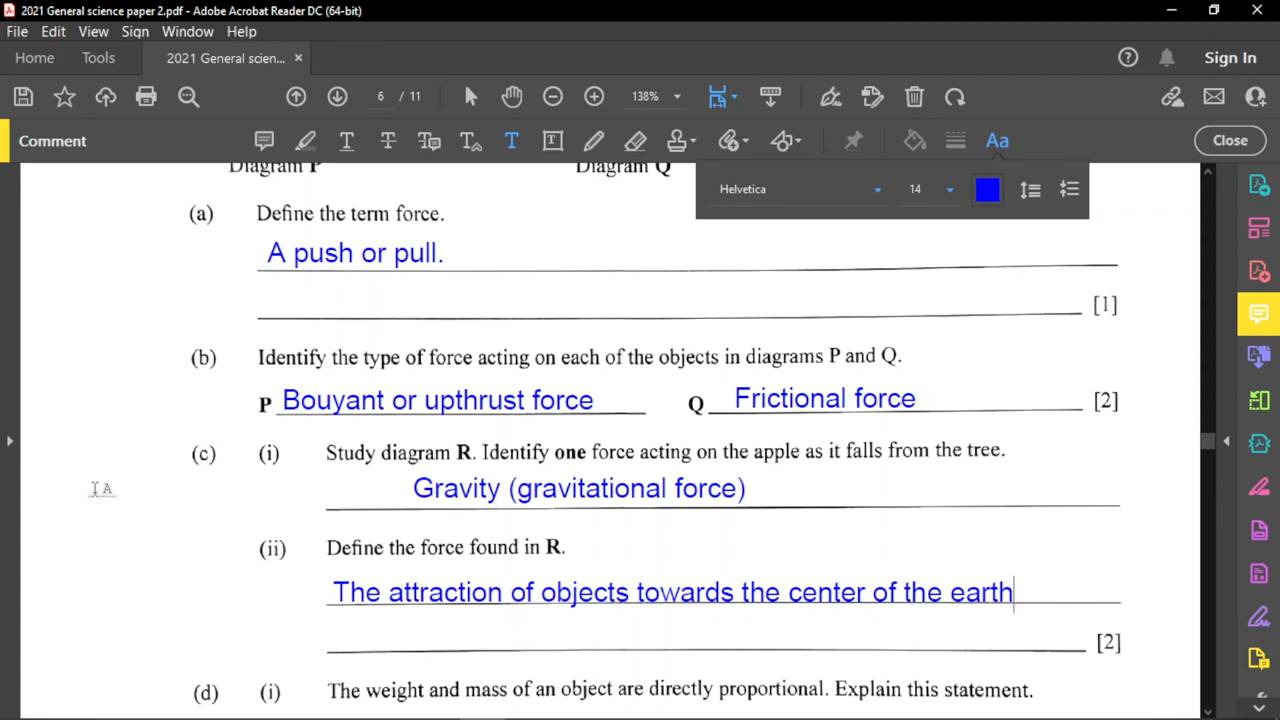 2021 General science paper 2.pdf - Adobe Acrobat Reader DC (64-bit)
File Edit View Sign Window Help
Home Tools 2021 General scien... × Sign In
6 / 11 138%
Comment Close
Helvetica 14
Diagram P Diagram Q
(a) Define the term force.
A push or pull.
[1]
(b) Identify the type of force acting on each of the objects in diagrams P and Q.
P Bouyant or upthrust force Q Frictional force [2]
(c) (i) Study diagram R. Identify one force acting on the apple as it falls from the tree.
Gravity (gravitational force)
(ii) Define the force found in R.
The attraction of objects towards the center of the earth
[2]
(d) (i) The weight and mass of an object are directly proportional. Explain this statement.